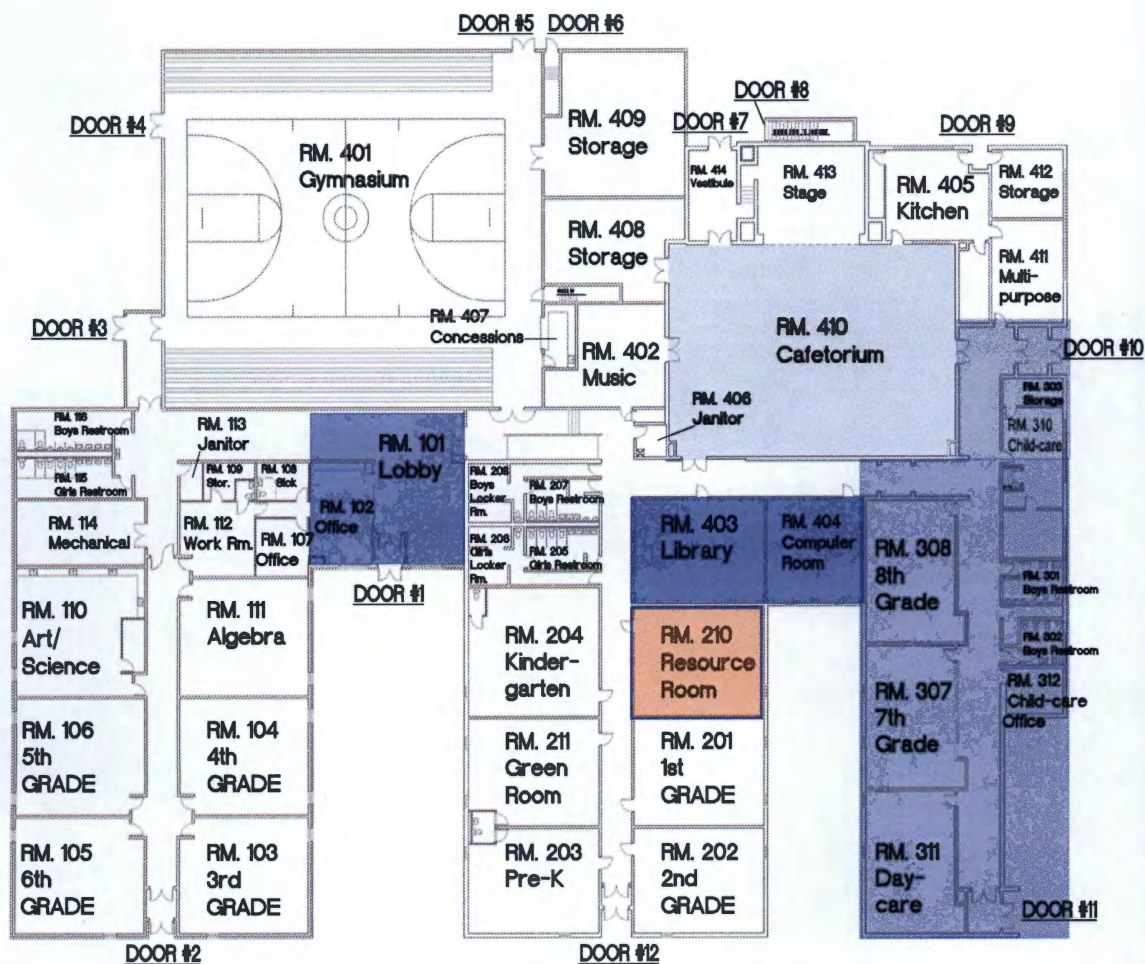 DOOR #5
DOOR #6
DOOR #8
DOOR #4
DOOR #7
DOOR #9
RM. 409
Storage
RM. 401
Gymnasium
RM. 414
Vestibule
RM. 413
Stage
RM. 405
Kitchen
RM. 412
Storage
RM. 408
Storage
RM. 411
Multi-
purpose
DOOR #3
RM. 407
Concessions
RM. 402
Music
RM. 410
Cafetorium
DOOR #10
RM. 303
Storage
RM. 406
Janitor
RM. 310
Child-care
RM. 116
Boys Restroom
RM. 113
Janitor
RM. 101
Lobby
RM. 115
Girls Restroom
RM. 109
Stor.
RM. 108
Sick
RM. 208
Boys
Locker
Rm.
RM. 207
Boys Restroom
RM. 114
Mechanical
RM. 112
Work Rm.
RM. 107
Office
RM. 102
Office
RM. 206
Girls
Locker
Rm.
RM. 205
Girls Restroom
RM. 403
Library
RM. 404
Computer
Room
RM. 308
8th
Grade
RM. 301
Boys Restroom
DOOR #1
RM. 110
Art/
Science
RM. 111
Algebra
RM. 204
Kinder-
garten
RM. 210
Resource
Room
RM. 302
Boys Restroom
RM. 307
7th
Grade
RM. 312
Child-care
Office
RM. 106
5th
GRADE
RM. 104
4th
GRADE
RM. 211
Green
Room
RM. 201
1st
GRADE
RM. 105
6th
GRADE
RM. 103
3rd
GRADE
RM. 203
Pre-K
RM. 202
2nd
GRADE
RM. 311
Day-
care
DOOR #11
DOOR #2
DOOR #12